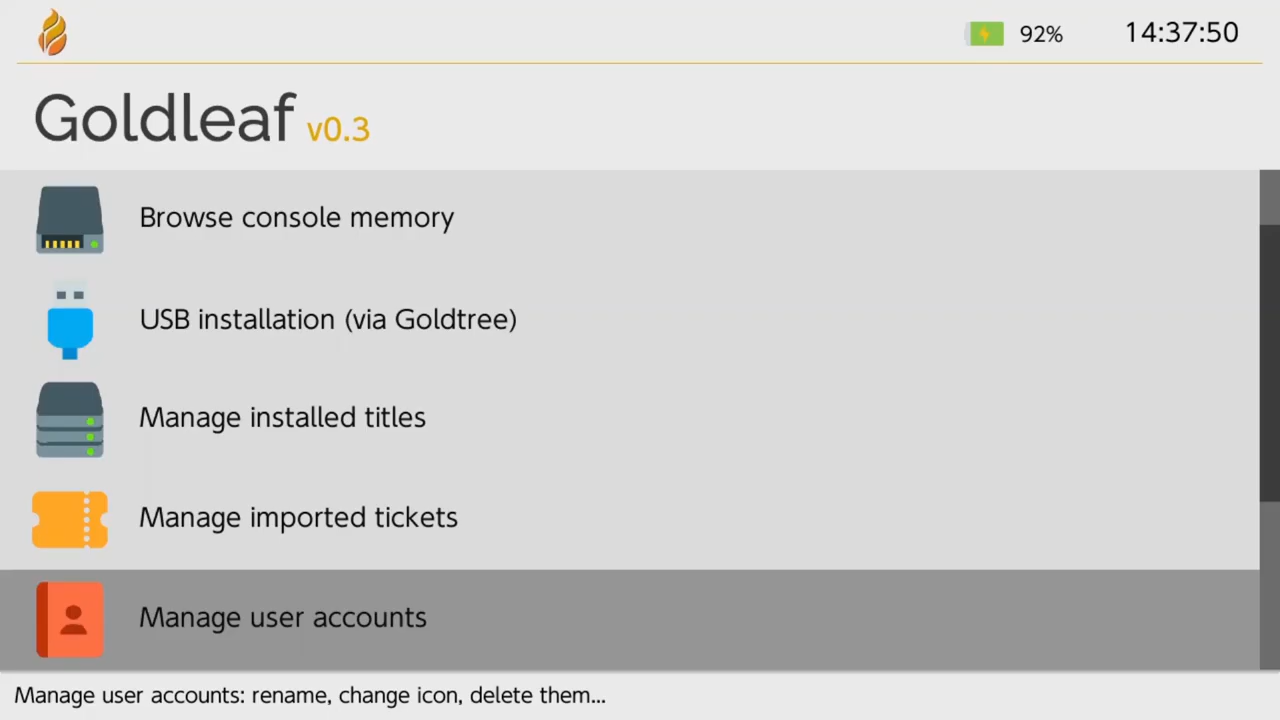 92%
14:37:50
Goldleaf v0.3
Browse console memory
USB installation (via Goldtree)
Manage installed titles
Manage imported tickets
Manage user accounts
Manage user accounts: rename, change icon, delete them...